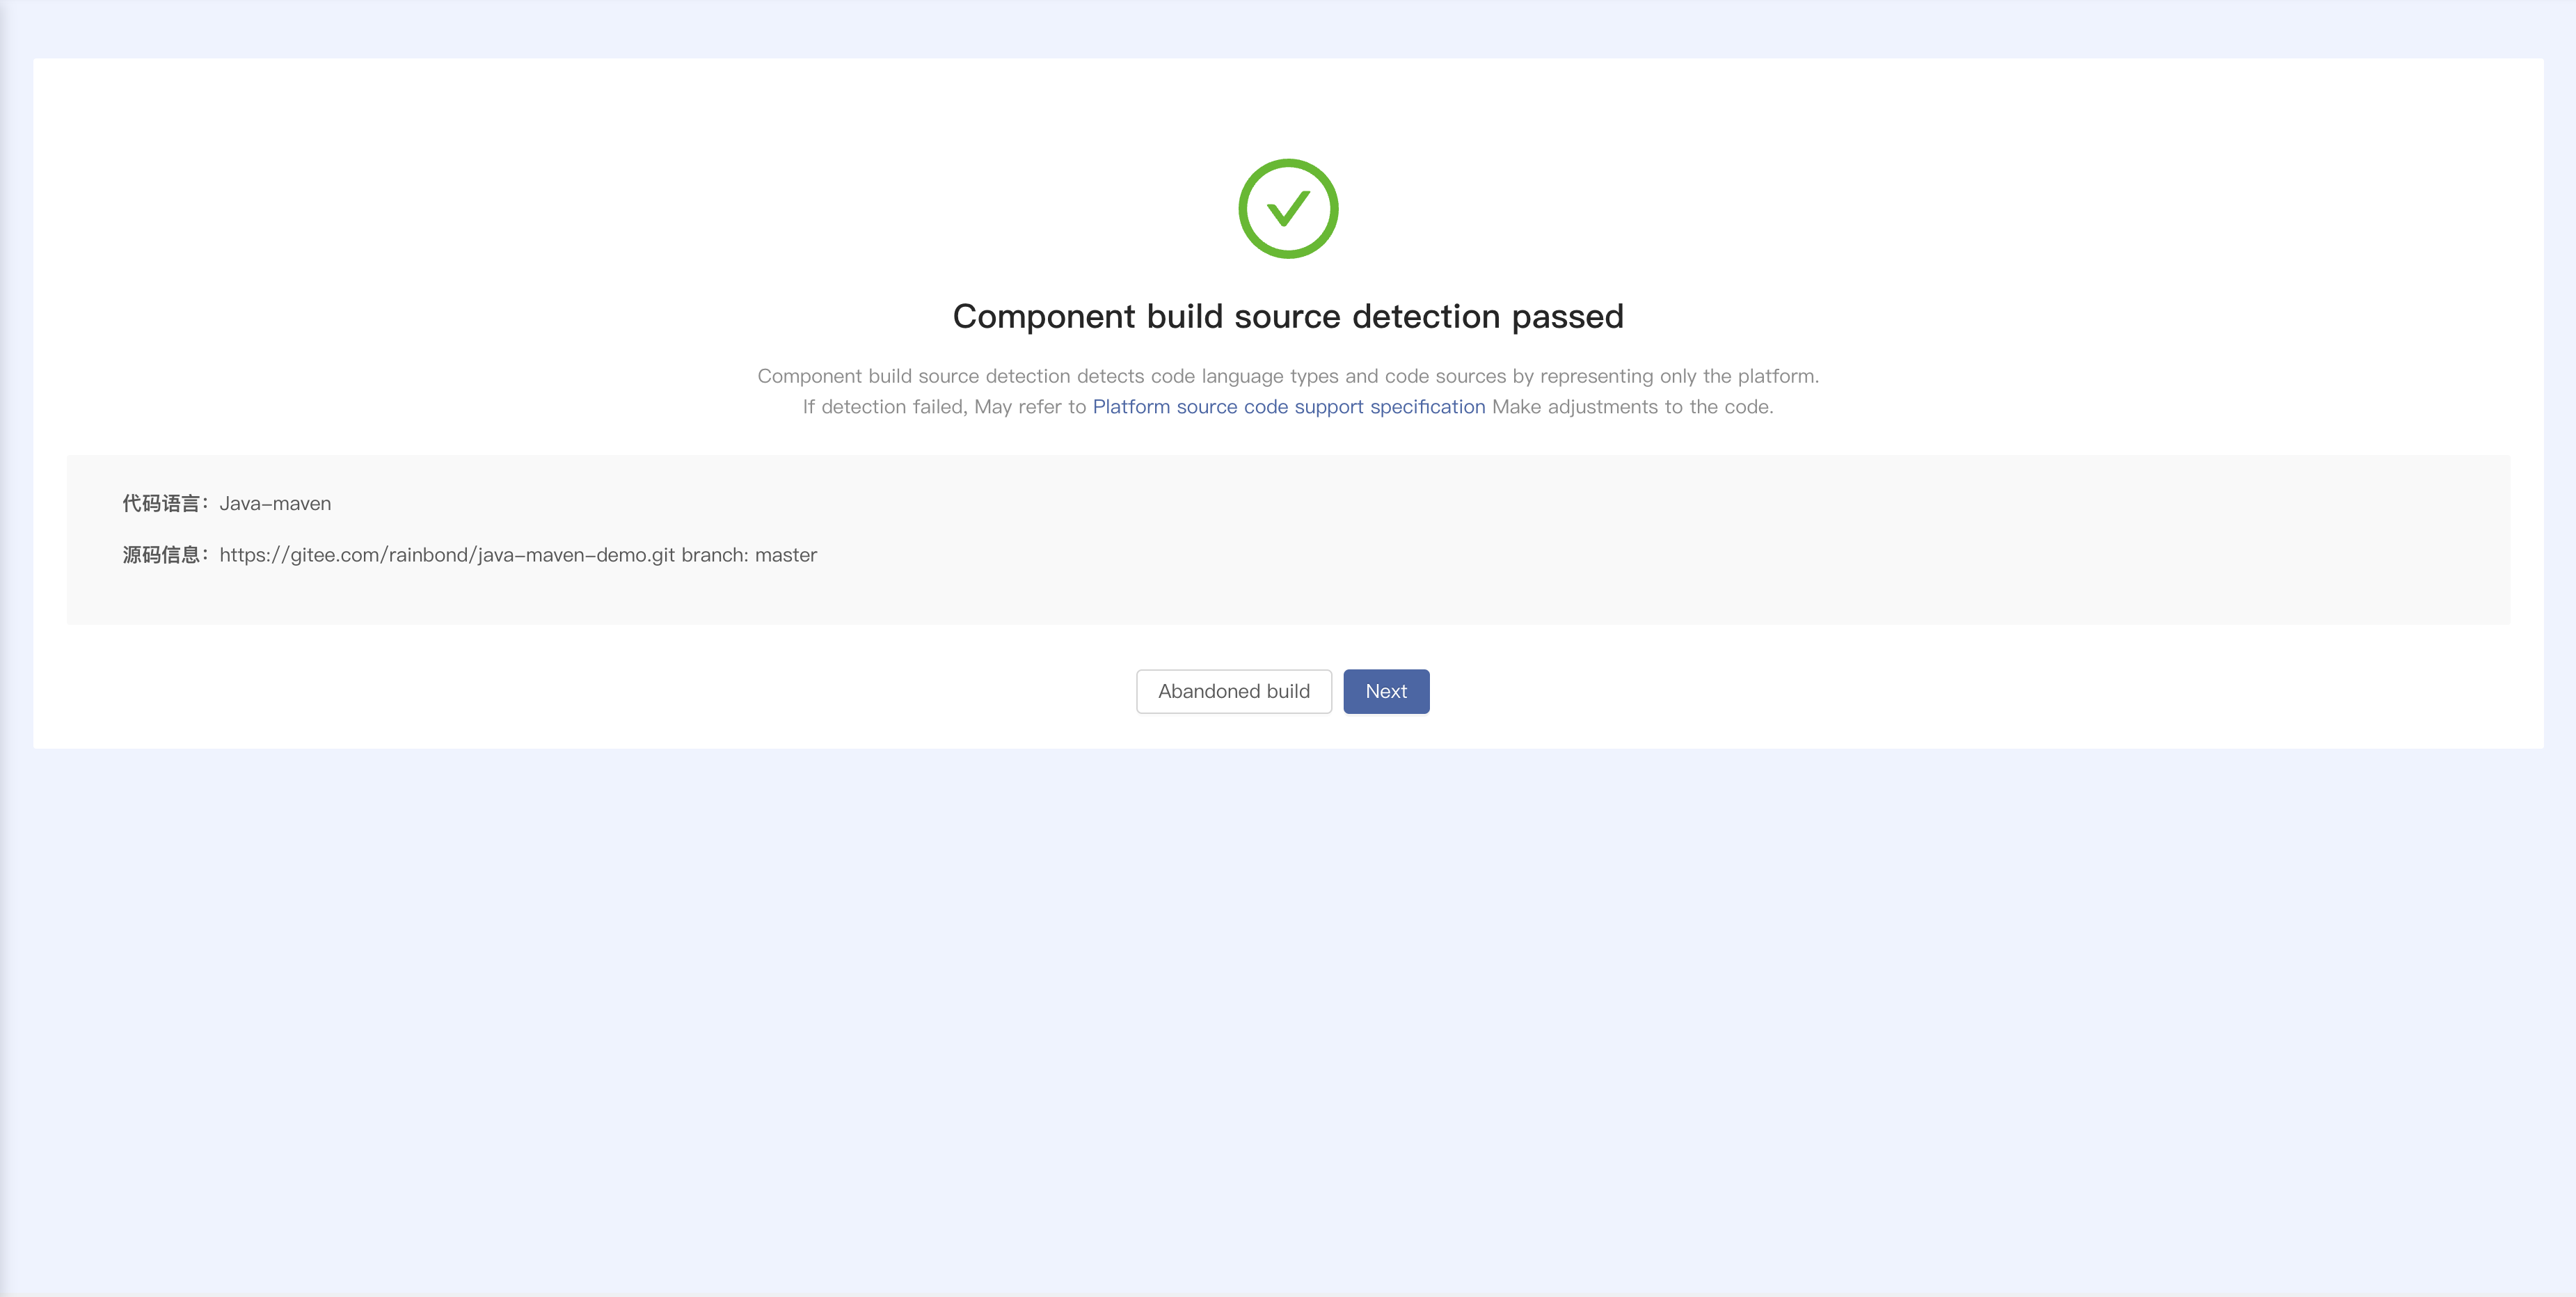 Component build source detection passed
Component build source detection detects code language types and code sources by representing only the platform.
If detection failed, May refer to Platform source code support specification Make adjustments to the code.
代码语言：Java-maven
源码信息：https://gitee.com/rainbond/java-maven-demo.git branch: master
Abandoned build
Next